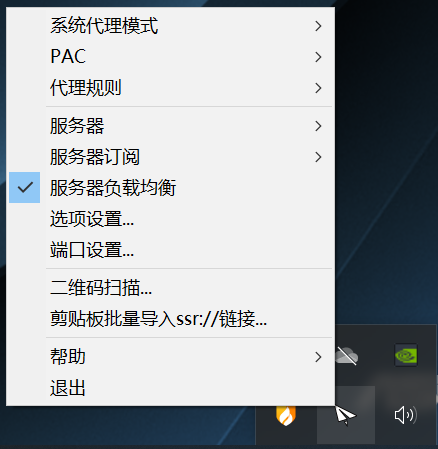 系统代理模式
PAC
代理规则
服务器
服务器订阅
服务器负载均衡
选项设置...
端口设置...
二维码扫描...
剪贴板批量导入ssr://链接...
帮助
退出